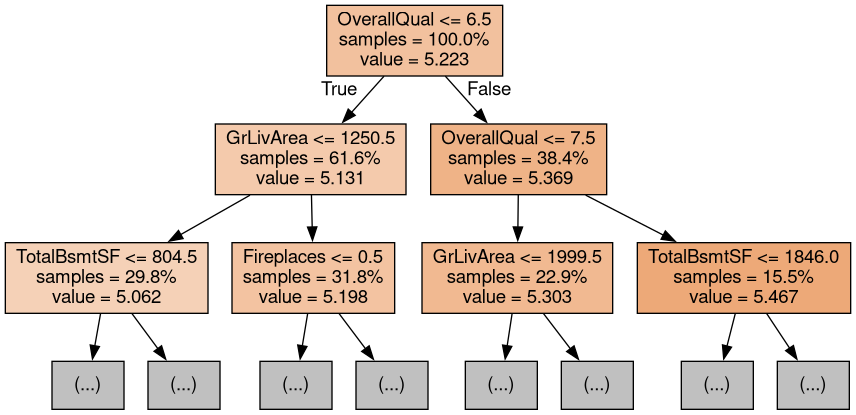 OverallQual <= 6.5
samples = 100.0%
value = 5.223
True
False
GrLivArea <= 1250.5
samples = 61.6%
value = 5.131
OverallQual <= 7.5
samples = 38.4%
value = 5.369
TotalBsmtSF <= 804.5
samples = 29.8%
value = 5.062
Fireplaces <= 0.5
samples = 31.8%
value = 5.198
GrLivArea <= 1999.5
samples = 22.9%
value = 5.303
TotalBsmtSF <= 1846.0
samples = 15.5%
value = 5.467
(...)
(...)
(...)
(...)
(...)
(...)
(...)
(...)